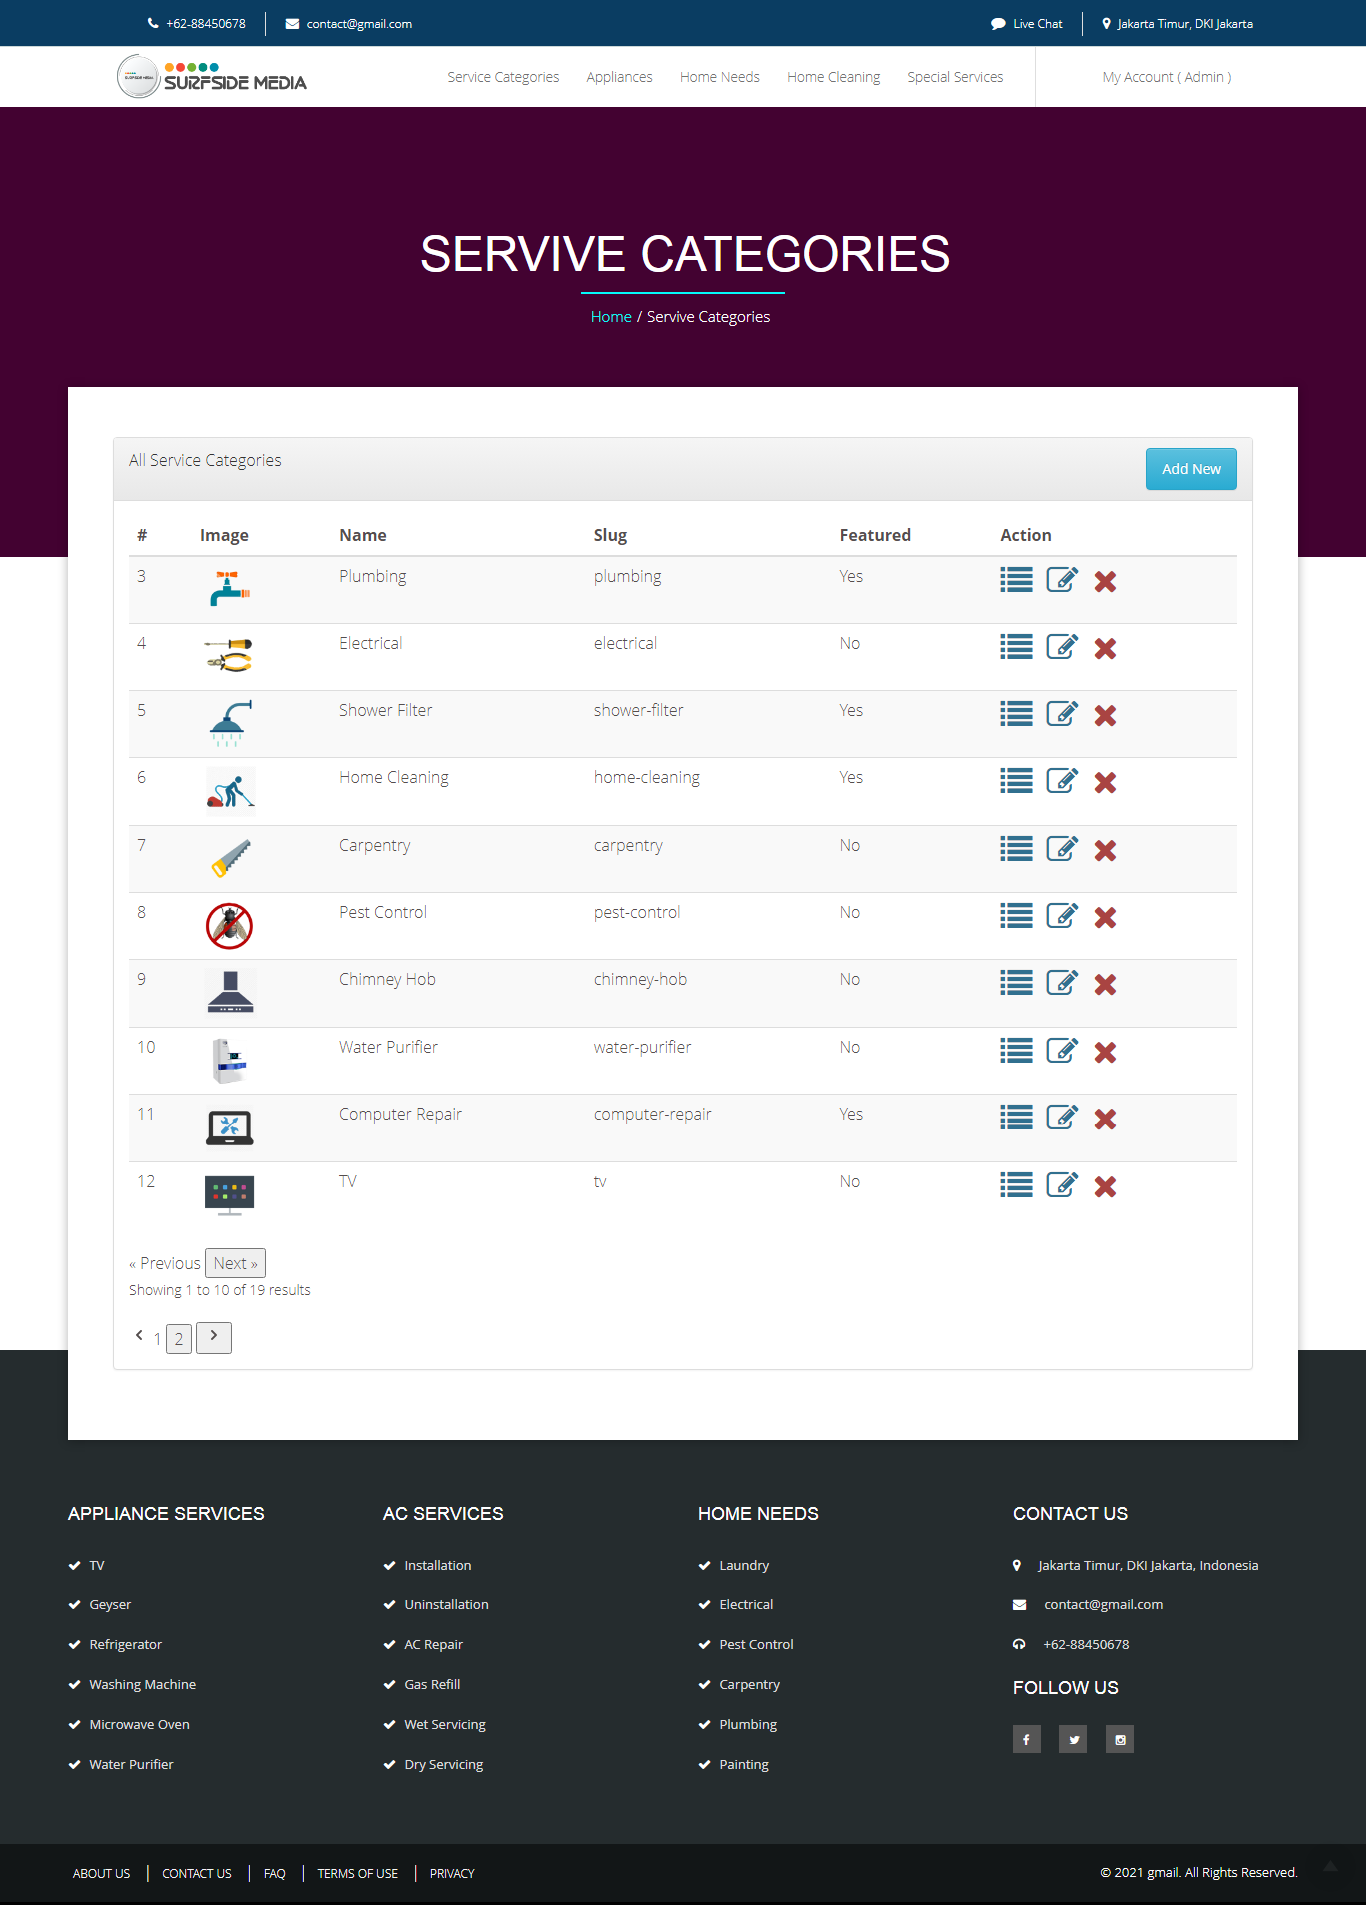 +62-88450678 contact@gmail.com Live Chat Jakarta Timur, DKI Jakarta
SURFSIDE MEDIA SURFSIDE MEDIA Service Categories Appliances Home Needs Home Cleaning Special Services My Account ( Admin )
SERVIVE CATEGORIES
Home / Servive Categories
All Service Categories Add New
# Image Name Slug Featured Action
3 Plumbing plumbing Yes
4 Electrical electrical No
5 Shower Filter shower-filter Yes
6 Home Cleaning home-cleaning Yes
7 Carpentry carpentry No
8 Pest Control pest-control No
9 Chimney Hob chimney-hob No
10 Water Purifier water-purifier No
11 Computer Repair computer-repair Yes
12 TV tv No
« Previous Next »
Showing 1 to 10 of 19 results
1 2
APPLIANCE SERVICES
TV
Geyser
Refrigerator
Washing Machine
Microwave Oven
Water Purifier
AC SERVICES
Installation
Uninstallation
AC Repair
Gas Refill
Wet Servicing
Dry Servicing
HOME NEEDS
Laundry
Electrical
Pest Control
Carpentry
Plumbing
Painting
CONTACT US
Jakarta Timur, DKI Jakarta, Indonesia
contact@gmail.com
+62-88450678
FOLLOW US
ABOUT US CONTACT US FAQ TERMS OF USE PRIVACY © 2021 gmail. All Rights Reserved.